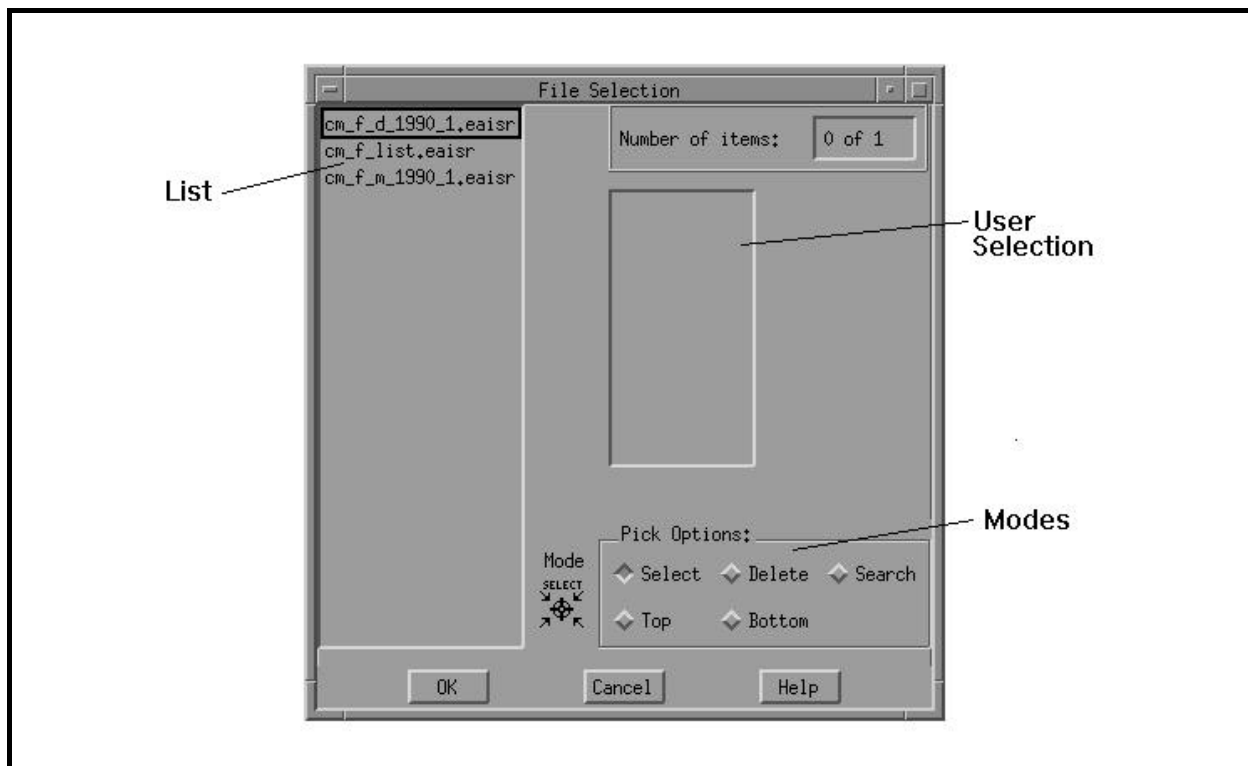 File Selection
cm_f_d_1990_1.eaisr
cm_f_list.eaisr
cm_f_m_1990_1.eaisr
List
Number of items: 0 of 1
User
Selection
Modes
Pick Options:
Mode
SELECT
Select Delete Search
Top Bottom
OK Cancel Help